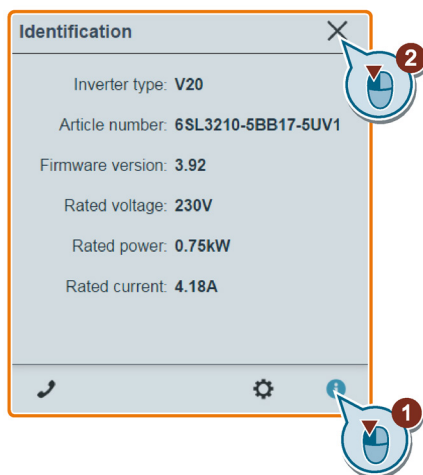 Identification
2
Inverter type: V20
Article number: 6SL3210-5BB17-5UV1
Firmware version: 3.92
Rated voltage: 230V
Rated power: 0.75kW
Rated current: 4.18A
1